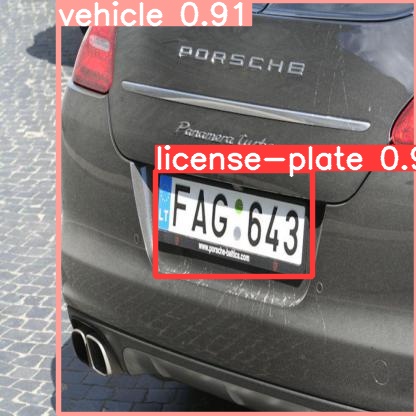 vehicle 0.91
PORSCHE
Panamera Turbo
license-plate 0.9
LT FAG 643
www.porsche-baltics.com